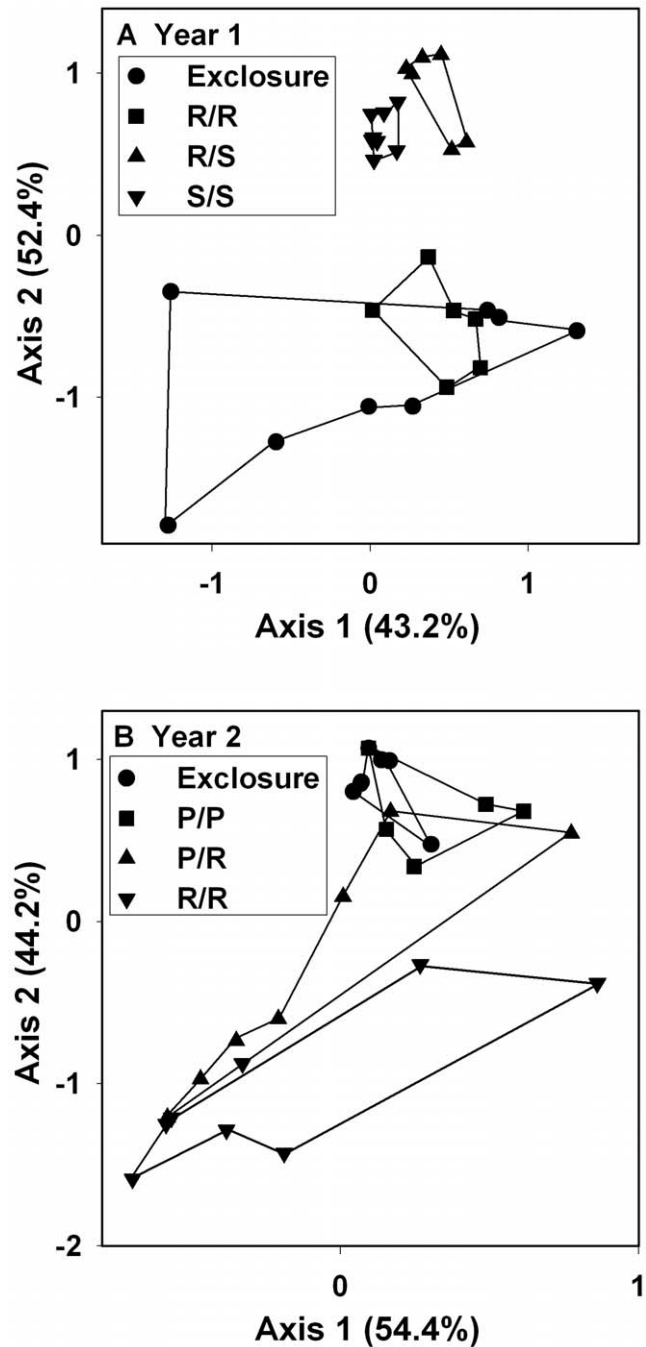 A Year 1
Exclosure
R/R
R/S
S/S
1
0
-1
Axis 2 (52.4%)
-1 0 1
Axis 1 (43.2%)
B Year 2
Exclosure
P/P
P/R
R/R
1
0
-1
-2
Axis 2 (44.2%)
0 1
Axis 1 (54.4%)